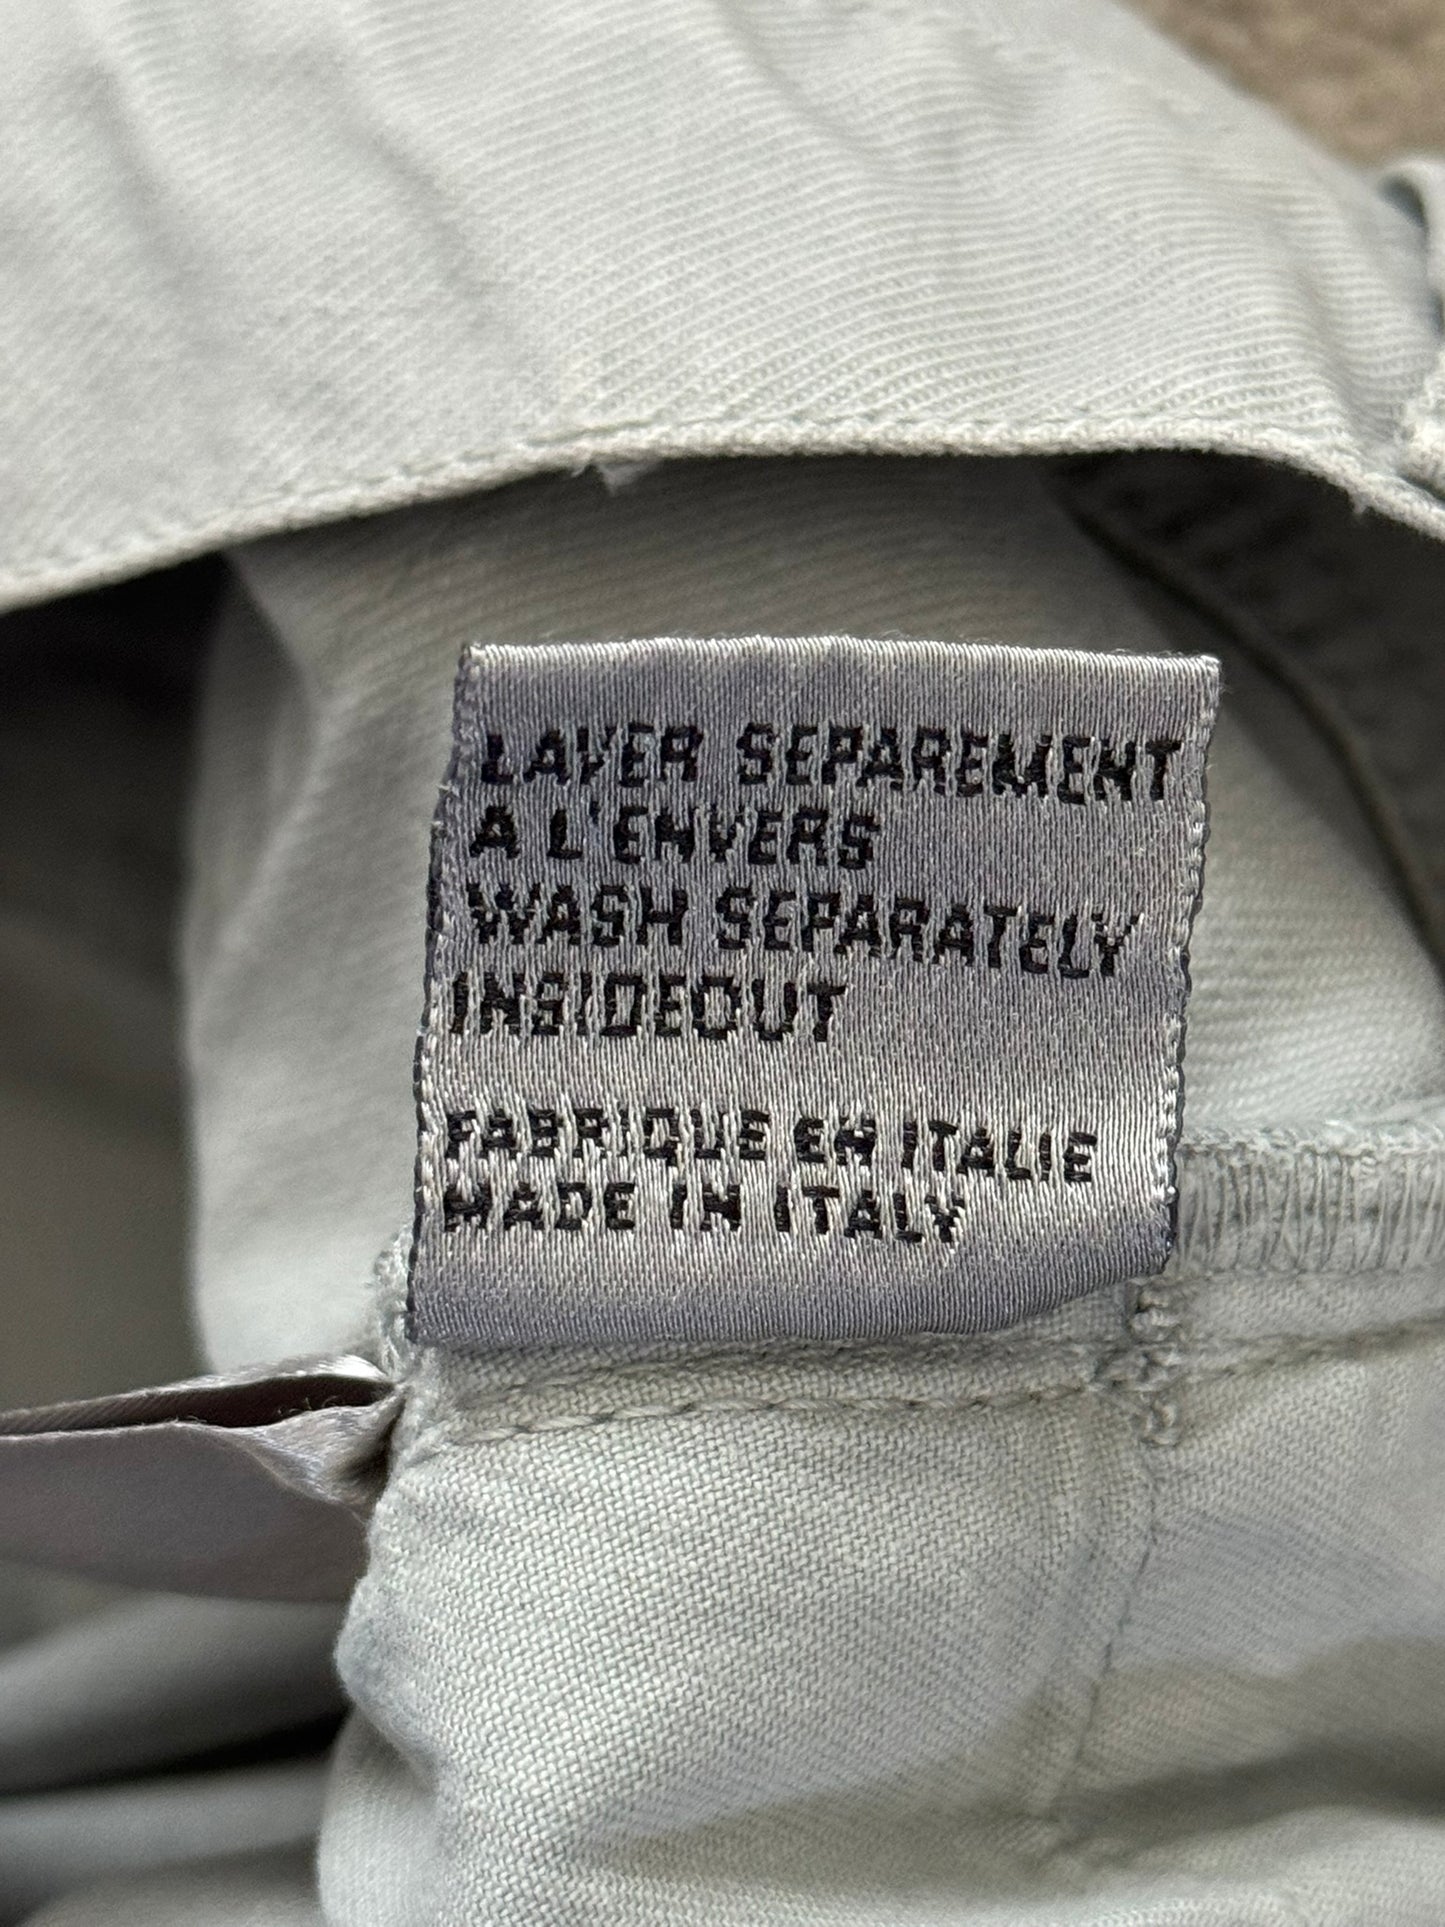 LAVER SEPAREMENT
A L'ENVERS
WASH SEPARATELY
INSIDEOUT
FABRIQUE EN ITALIE
MADE IN ITALY